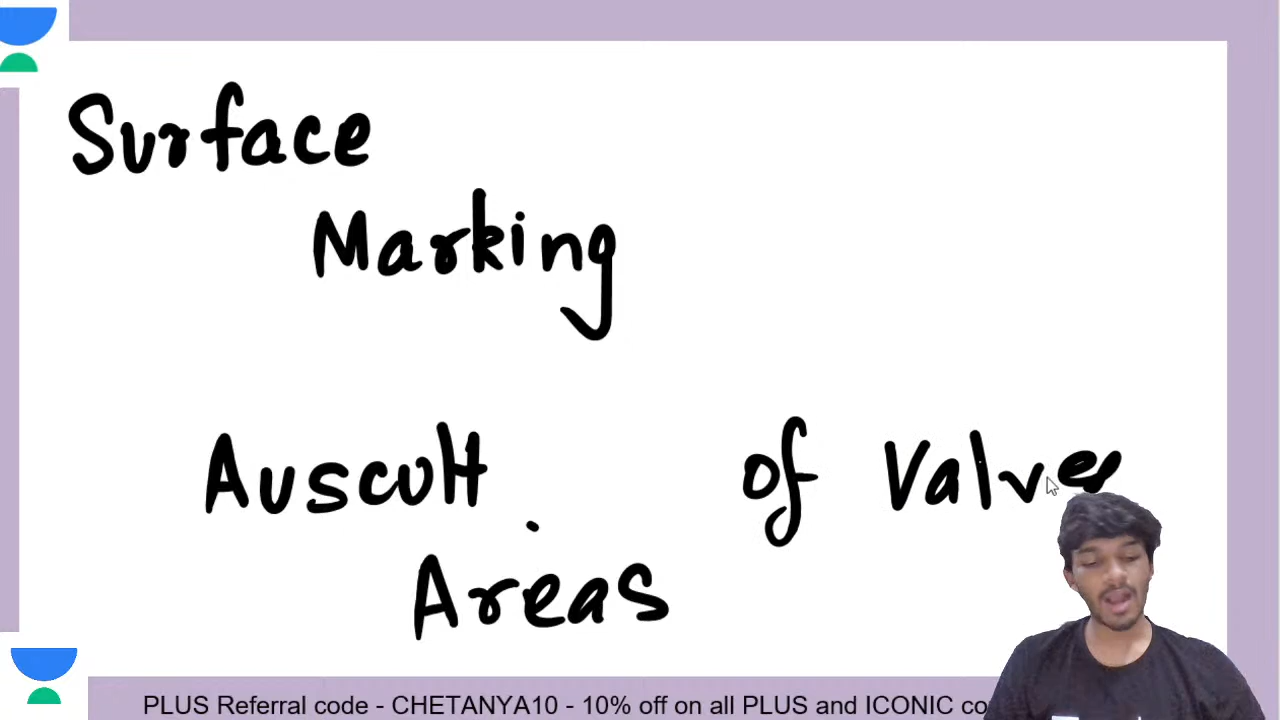 Surface
Marking
Auscult. of Valves
Areas
PLUS Referral code - CHETANYA10 - 10% off on all PLUS and ICONIC co